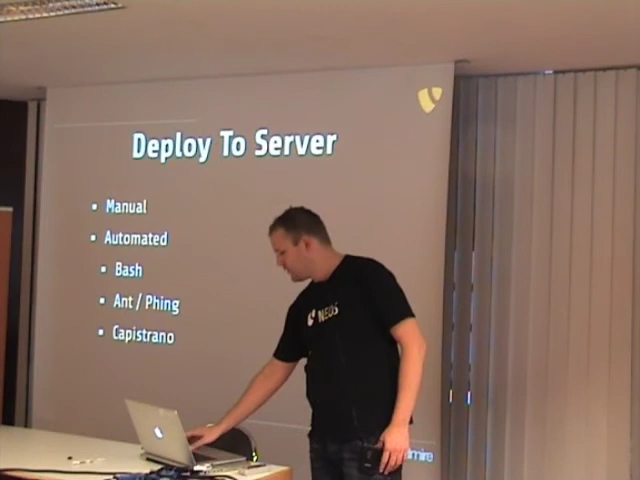 Deploy To Server
▪ Manual
▪ Automated
▪ Bash
▪ Ant / Phing
▪ Capistrano
NEOS